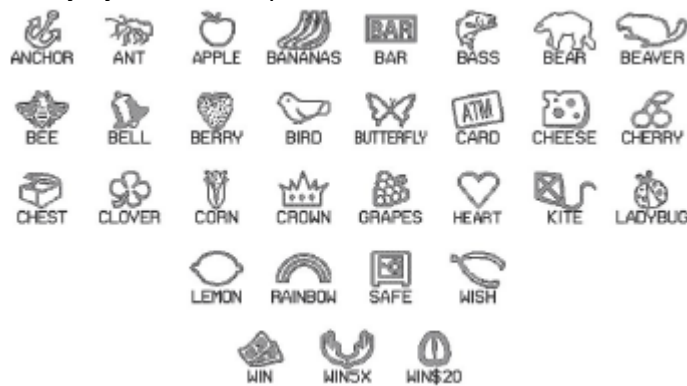 BAR
ANCHOR ANT APPLE BANANAS BAR BASS BEAR BEAVER
ATM
BEE BELL BERRY BIRD BUTTERFLY CARD CHEESE CHERRY
CHEST CLOVER CORN CROWN GRAPES HEART KITE LADYBUG
LEMON RAINBOW SAFE WISH
WIN WIN5X WIN$20